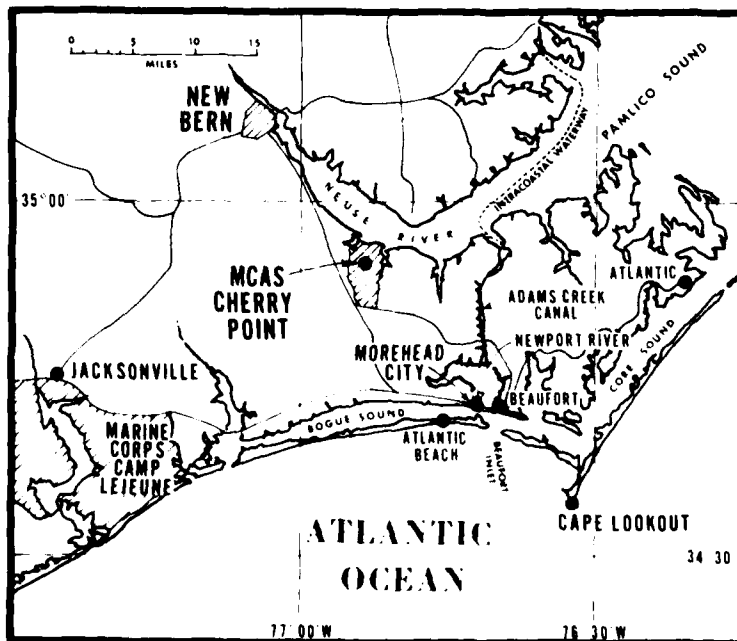 0 5 10 15
MILES
NEW
BERN
PAMLICO SOUND
INTRACOASTAL WATERWAY
35°00'
NEUSE RIVER
MCAS
CHERRY
POINT
ATLANTIC
ADAMS CREEK
CANAL
NEWPORT RIVER
MOREHEAD
CITY
CORE SOUND
JACKSONVILLE
BEAUFORT
BOGUE SOUND
MARINE
CORPS
CAMP
LEJEUNE
ATLANTIC
BEACH
BEAUFORT
INLET
CAPE LOOKOUT
ATLANTIC
OCEAN
34 30
77 00 W
76 30 W